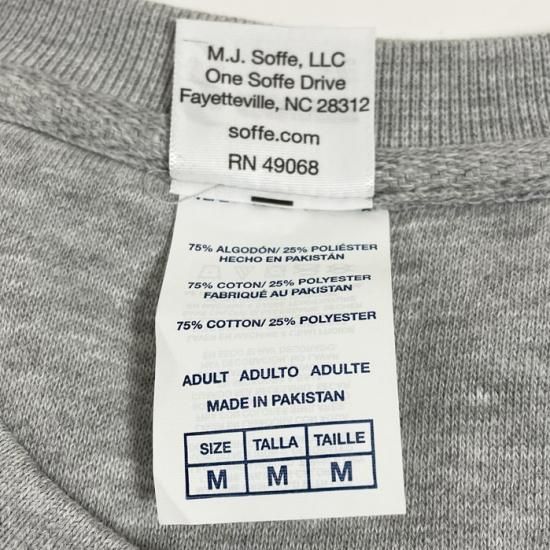 M.J. Soffe, LLC
One Soffe Drive
Fayetteville, NC 28312
soffe.com
RN 49068
75% ALGODÓN/ 25% POLIÉSTER
HECHO EN PAKISTÁN
75% COTON/ 25% POLYESTER
FABRIQUÉ AU PAKISTAN
75% COTTON/ 25% POLYESTER
ADULT ADULTO ADULTE
MADE IN PAKISTAN
SIZE TALLA TAILLE
M M M